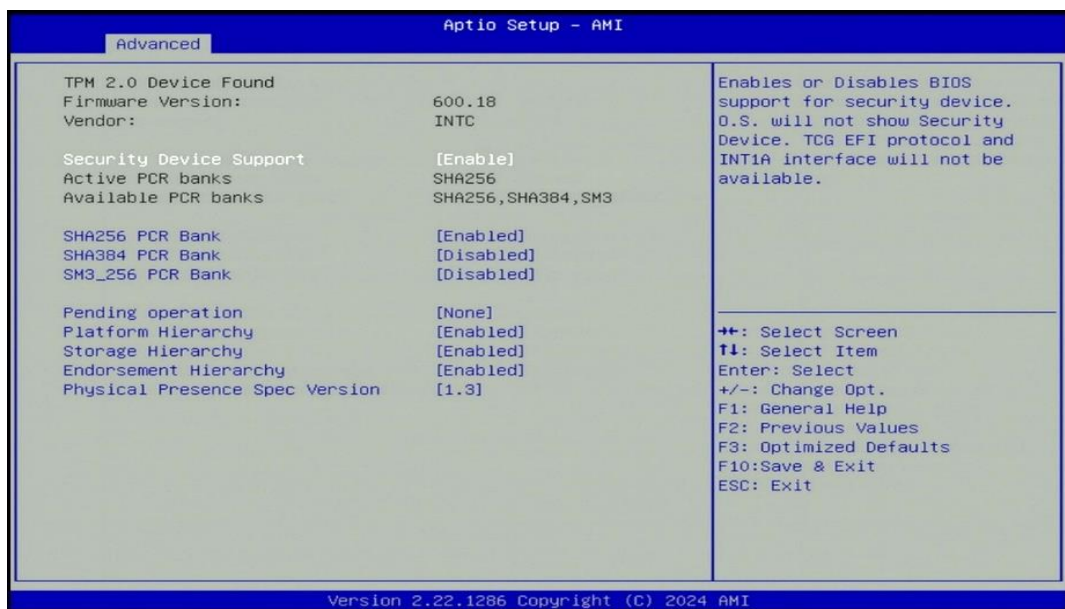 Aptio Setup - AMI
Advanced
TPM 2.0 Device Found
Firmware Version: 600.18
Vendor: INTC
Security Device Support [Enable]
Active PCR banks SHA256
Available PCR banks SHA256,SHA384,SM3
SHA256 PCR Bank [Enabled]
SHA384 PCR Bank [Disabled]
SM3_256 PCR Bank [Disabled]
Pending operation [None]
Platform Hierarchy [Enabled]
Storage Hierarchy [Enabled]
Endorsement Hierarchy [Enabled]
Physical Presence Spec Version [1.3]
Enables or Disables BIOS
support for security device.
O.S. will not show Security
Device. TCG EFI protocol and
INT1A interface will not be
available.
→←: Select Screen
↑↓: Select Item
Enter: Select
+/-: Change Opt.
F1: General Help
F2: Previous Values
F3: Optimized Defaults
F10:Save & Exit
ESC: Exit
Version 2.22.1286 Copyright (C) 2024 AMI